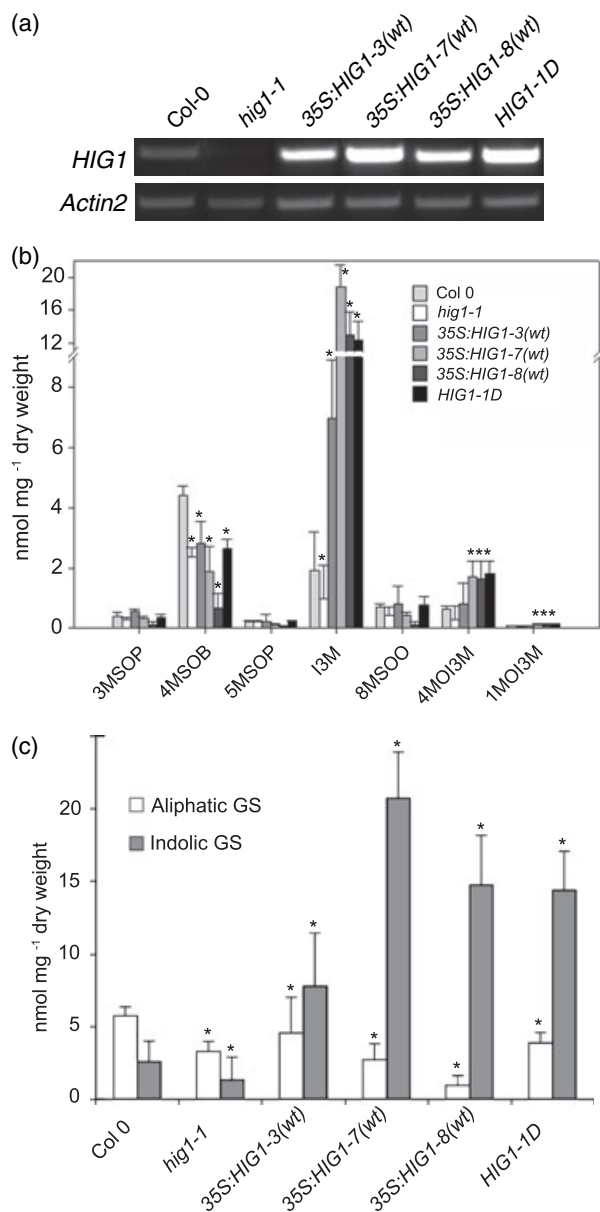 (a)
Col-0
hig1-1
35S:HIG1-3(wt)
35S:HIG1-7(wt)
35S:HIG1-8(wt)
HIG1-1D
HIG1
Actin2
(b)
20
16
12
8
6
4
2
0
nmol mg -1 dry weight
Col 0
hig1-1
35S:HIG1-3(wt)
35S:HIG1-7(wt)
35S:HIG1-8(wt)
HIG1-1D
* * * * *
* * * * *
***
***
3MSOP
4MSOB
5MSOP
I3M
8MSOO
4MOI3M
1MOI3M
(c)
20
15
10
5
0
nmol mg -1 dry weight
Aliphatic GS
Indolic GS
* *
* *
* *
* *
* *
Col 0
hig1-1
35S:HIG1-3(wt)
35S:HIG1-7(wt)
35S:HIG1-8(wt)
HIG1-1D